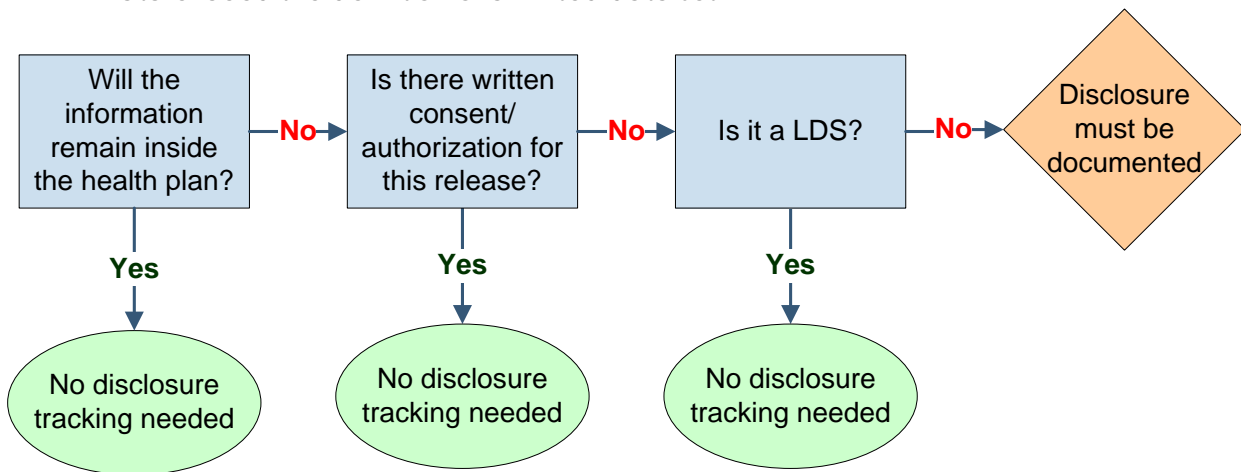 Will the
information
remain inside
the health plan?
No
Is there written
consent/
authorization for
this release?
No
Is it a LDS?
No
Disclosure
must be
documented
Yes
Yes
Yes
No disclosure
tracking needed
No disclosure
tracking needed
No disclosure
tracking needed